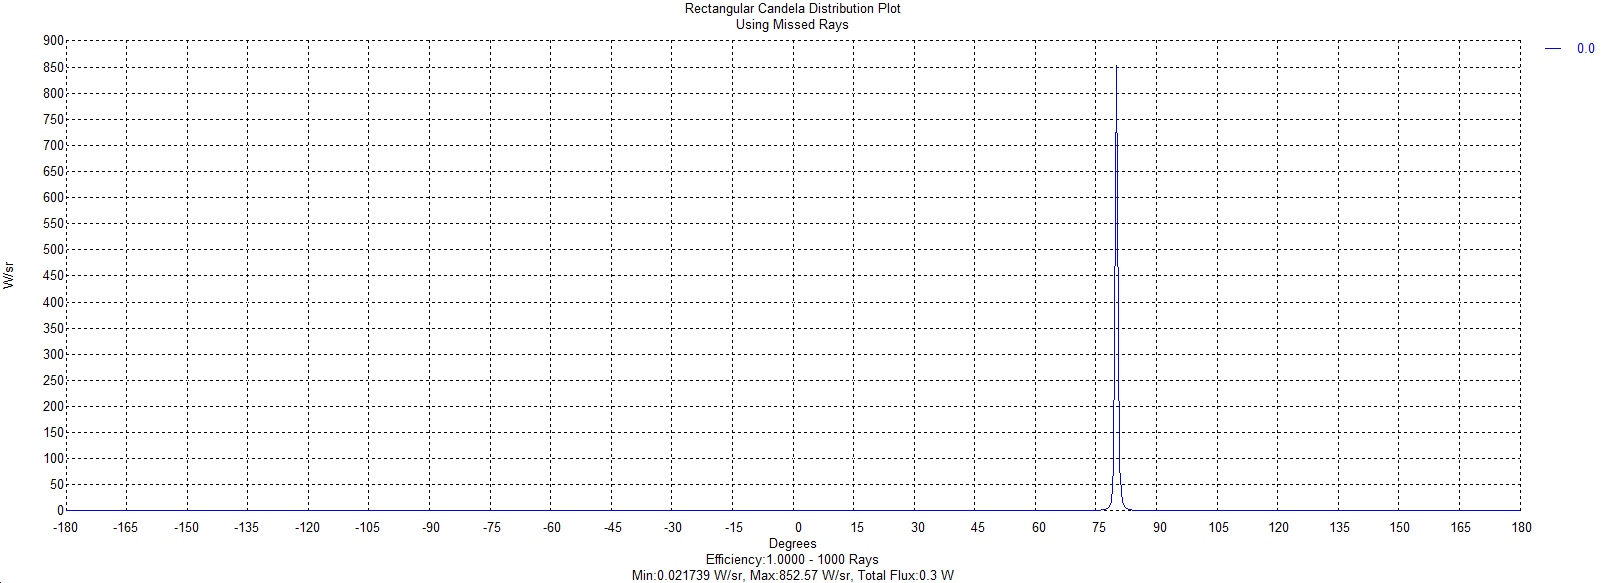 Rectangular Candela Distribution Plot
Using Missed Rays
900
850
800
750
700
650
600
550
500
450
400
350
300
250
200
150
100
50
0
W/sr
0.0
-180 -165 -150 -135 -120 -105 -90 -75 -60 -45 -30 -15 0 15 30 45 60 75 90 105 120 135 150 165 180
Degrees
Efficiency:1.0000 - 1000 Rays
Min:0.021739 W/sr, Max:852.57 W/sr, Total Flux:0.3 W